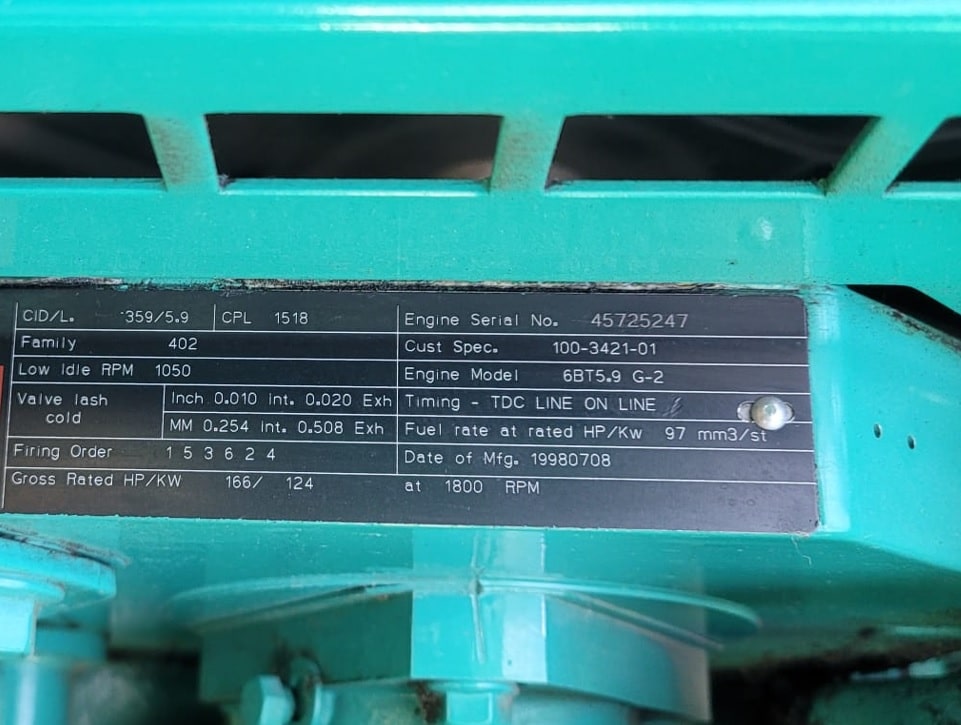 CID/L. 359/5.9 CPL 1518
Family 402
Low Idle RPM 1050
Valve lash cold
Inch 0.010 Int. 0.020 Exh
MM 0.254 Int. 0.508 Exh
Firing Order 1 5 3 6 2 4
Gross Rated HP/KW 166/ 124
Engine Serial No. 45725247
Cust Spec. 100-3421-01
Engine Model 6BT5.9 G-2
Timing - TDC LINE ON LINE
Fuel rate at rated HP/Kw 97 mm3/st
Date of Mfg. 19980708
at 1800 RPM